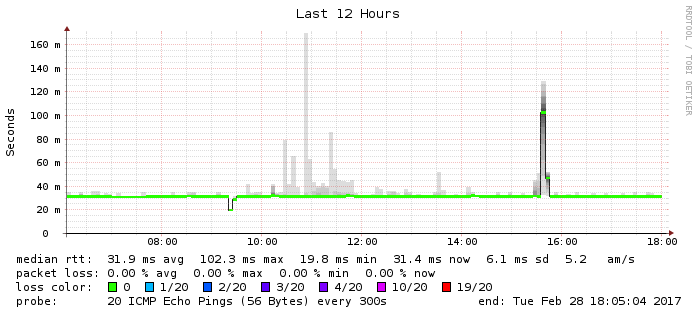 Last 12 Hours
RRDTOOL / TOBI OETIKER
Seconds
160 m
140 m
120 m
100 m
80 m
60 m
40 m
20 m
0
08:00 10:00 12:00 14:00 16:00 18:00
median rtt: 31.9 ms avg 102.3 ms max 19.8 ms min 31.4 ms now 6.1 ms sd 5.2 am/s
packet loss: 0.00 % avg 0.00 % max 0.00 % min 0.00 % now
loss color: 0 1/20 2/20 3/20 4/20 10/20 19/20
probe: 20 ICMP Echo Pings (56 Bytes) every 300s end: Tue Feb 28 18:05:04 2017